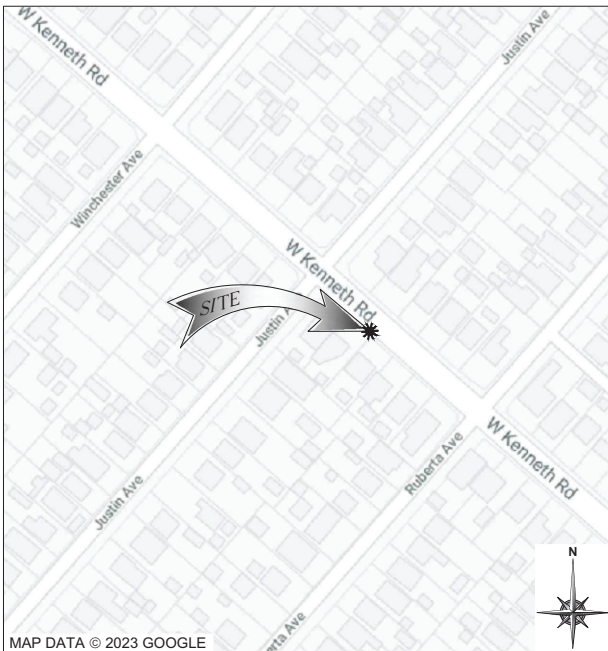 W Kenneth Rd
Justin Ave
Winchester Ave
W Kenneth Rd
SITE
Justin A
W Kenneth Rd
Ruberta Ave
Justin Ave
N
erta Ave
MAP DATA © 2023 GOOGLE